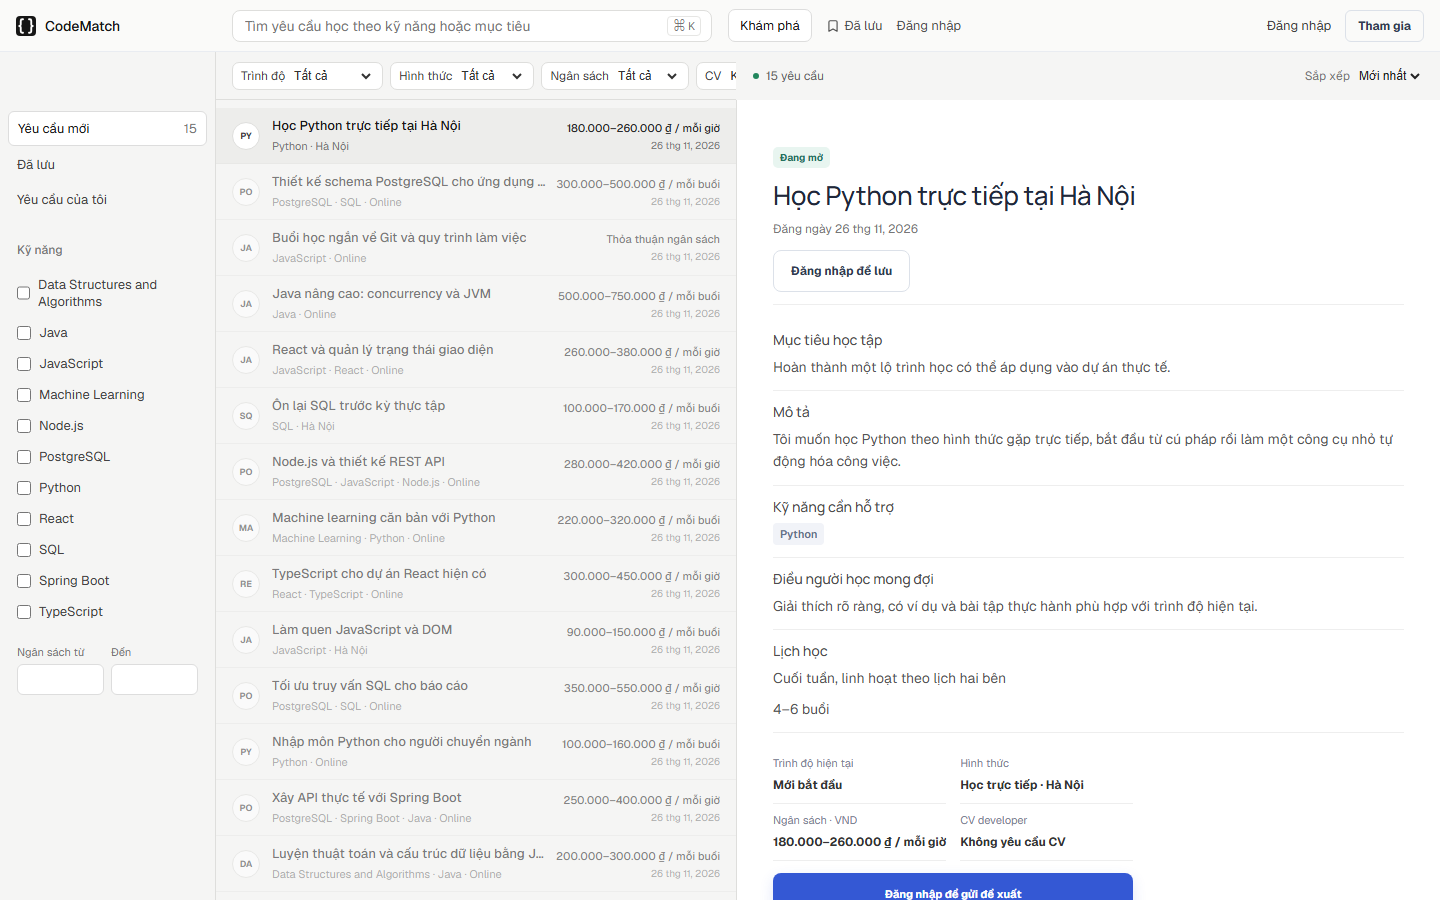 CodeMatch
Tìm yêu cầu học theo kỹ năng hoặc mục tiêu
⌘ K
Khám phá
Đã lưu
Đăng nhập
Đăng nhập
Tham gia
Trình độ Tất cả
Hình thức Tất cả
Ngân sách Tất cả
CV K
15 yêu cầu
Sắp xếp Mới nhất
Yêu cầu mới 15
Đã lưu
Yêu cầu của tôi
Kỹ năng
Data Structures and
Algorithms
Java
JavaScript
Machine Learning
Node.js
PostgreSQL
Python
React
SQL
Spring Boot
TypeScript
Ngân sách từ
Đến
PY
Học Python trực tiếp tại Hà Nội
180.000–260.000 ₫ / mỗi giờ
Python · Hà Nội
26 thg 11, 2026
PO
Thiết kế schema PostgreSQL cho ứng dụng ...
300.000–500.000 ₫ / mỗi buổi
PostgreSQL · SQL · Online
26 thg 11, 2026
JA
Buổi học ngắn về Git và quy trình làm việc
Thỏa thuận ngân sách
JavaScript · Online
26 thg 11, 2026
JA
Java nâng cao: concurrency và JVM
500.000–750.000 ₫ / mỗi buổi
Java · Online
26 thg 11, 2026
JA
React và quản lý trạng thái giao diện
260.000–380.000 ₫ / mỗi giờ
JavaScript · React · Online
26 thg 11, 2026
SQ
Ôn lại SQL trước kỳ thực tập
100.000–170.000 ₫ / mỗi buổi
SQL · Hà Nội
26 thg 11, 2026
PO
Node.js và thiết kế REST API
280.000–420.000 ₫ / mỗi giờ
PostgreSQL · JavaScript · Node.js · Online
26 thg 11, 2026
MA
Machine learning căn bản với Python
220.000–320.000 ₫ / mỗi buổi
Machine Learning · Python · Online
26 thg 11, 2026
RE
TypeScript cho dự án React hiện có
300.000–450.000 ₫ / mỗi giờ
React · TypeScript · Online
26 thg 11, 2026
JA
Làm quen JavaScript và DOM
90.000–150.000 ₫ / mỗi buổi
JavaScript · Hà Nội
26 thg 11, 2026
PO
Tối ưu truy vấn SQL cho báo cáo
350.000–550.000 ₫ / mỗi buổi
PostgreSQL · SQL · Online
26 thg 11, 2026
PY
Nhập môn Python cho người chuyển ngành
100.000–160.000 ₫ / mỗi buổi
Python · Online
26 thg 11, 2026
PO
Xây API thực tế với Spring Boot
250.000–400.000 ₫ / mỗi giờ
PostgreSQL · Spring Boot · Java · Online
26 thg 11, 2026
DA
Luyện thuật toán và cấu trúc dữ liệu bằng J...
200.000–300.000 ₫ / mỗi buổi
Data Structures and Algorithms · Java · Online
26 thg 11, 2026
Đang mở
Học Python trực tiếp tại Hà Nội
Đăng ngày 26 thg 11, 2026
Đăng nhập để lưu
Mục tiêu học tập
Hoàn thành một lộ trình học có thể áp dụng vào dự án thực tế.
Mô tả
Tôi muốn học Python theo hình thức gặp trực tiếp, bắt đầu từ cú pháp rồi làm một công cụ nhỏ tự
động hóa công việc.
Kỹ năng cần hỗ trợ
Python
Điều người học mong đợi
Giải thích rõ ràng, có ví dụ và bài tập thực hành phù hợp với trình độ hiện tại.
Lịch học
Cuối tuần, linh hoạt theo lịch hai bên
4–6 buổi
Trình độ hiện tại
Hình thức
Mới bắt đầu
Học trực tiếp · Hà Nội
Ngân sách · VND
CV developer
180.000–260.000 ₫ / mỗi giờ
Không yêu cầu CV
Đăng nhập để gửi đề xuất